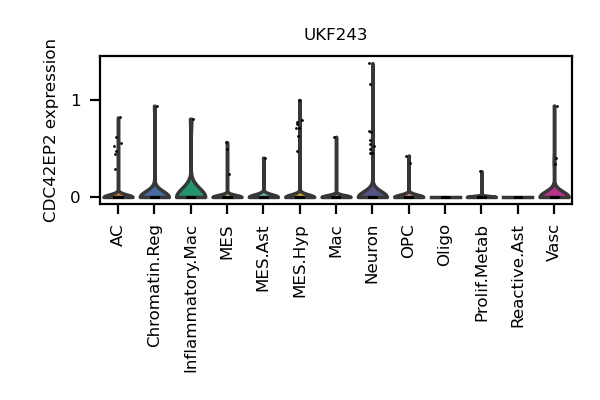 UKF243
CDC42EP2 expression
1
0
AC
Chromatin.Reg
Inflammatory.Mac
MES
MES.Ast
MES.Hyp
Mac
Neuron
OPC
Oligo
Prolif.Metab
Reactive.Ast
Vasc